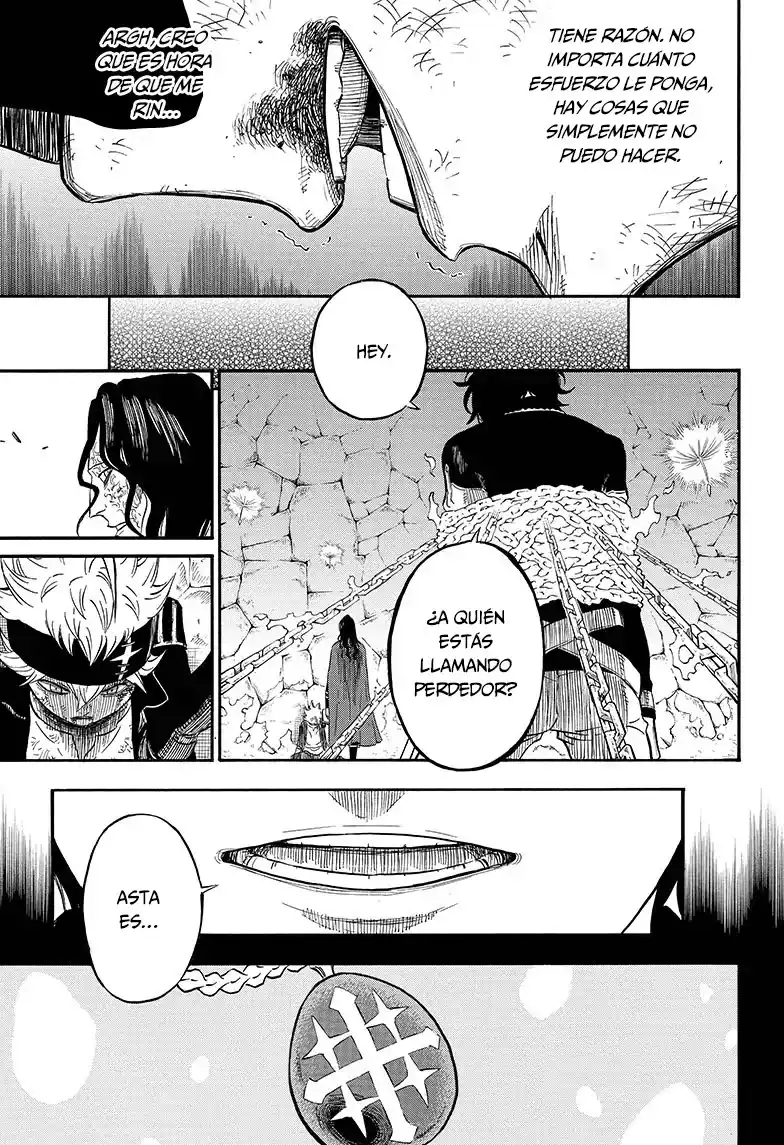 TIENE RAZÓN. NO
IMPORTA CUÁNTO
ESFUERZO LE PONGA,
HAY COSAS QUE
SIMPLEMENTE NO
PUEDO HACER.
ARGH, CREO
QUE ES HORA
DE QUE ME
RIN...
HEY.
¿A QUIÉN
ESTÁS
LLAMANDO
PERDEDOR?
ASTA
ES...